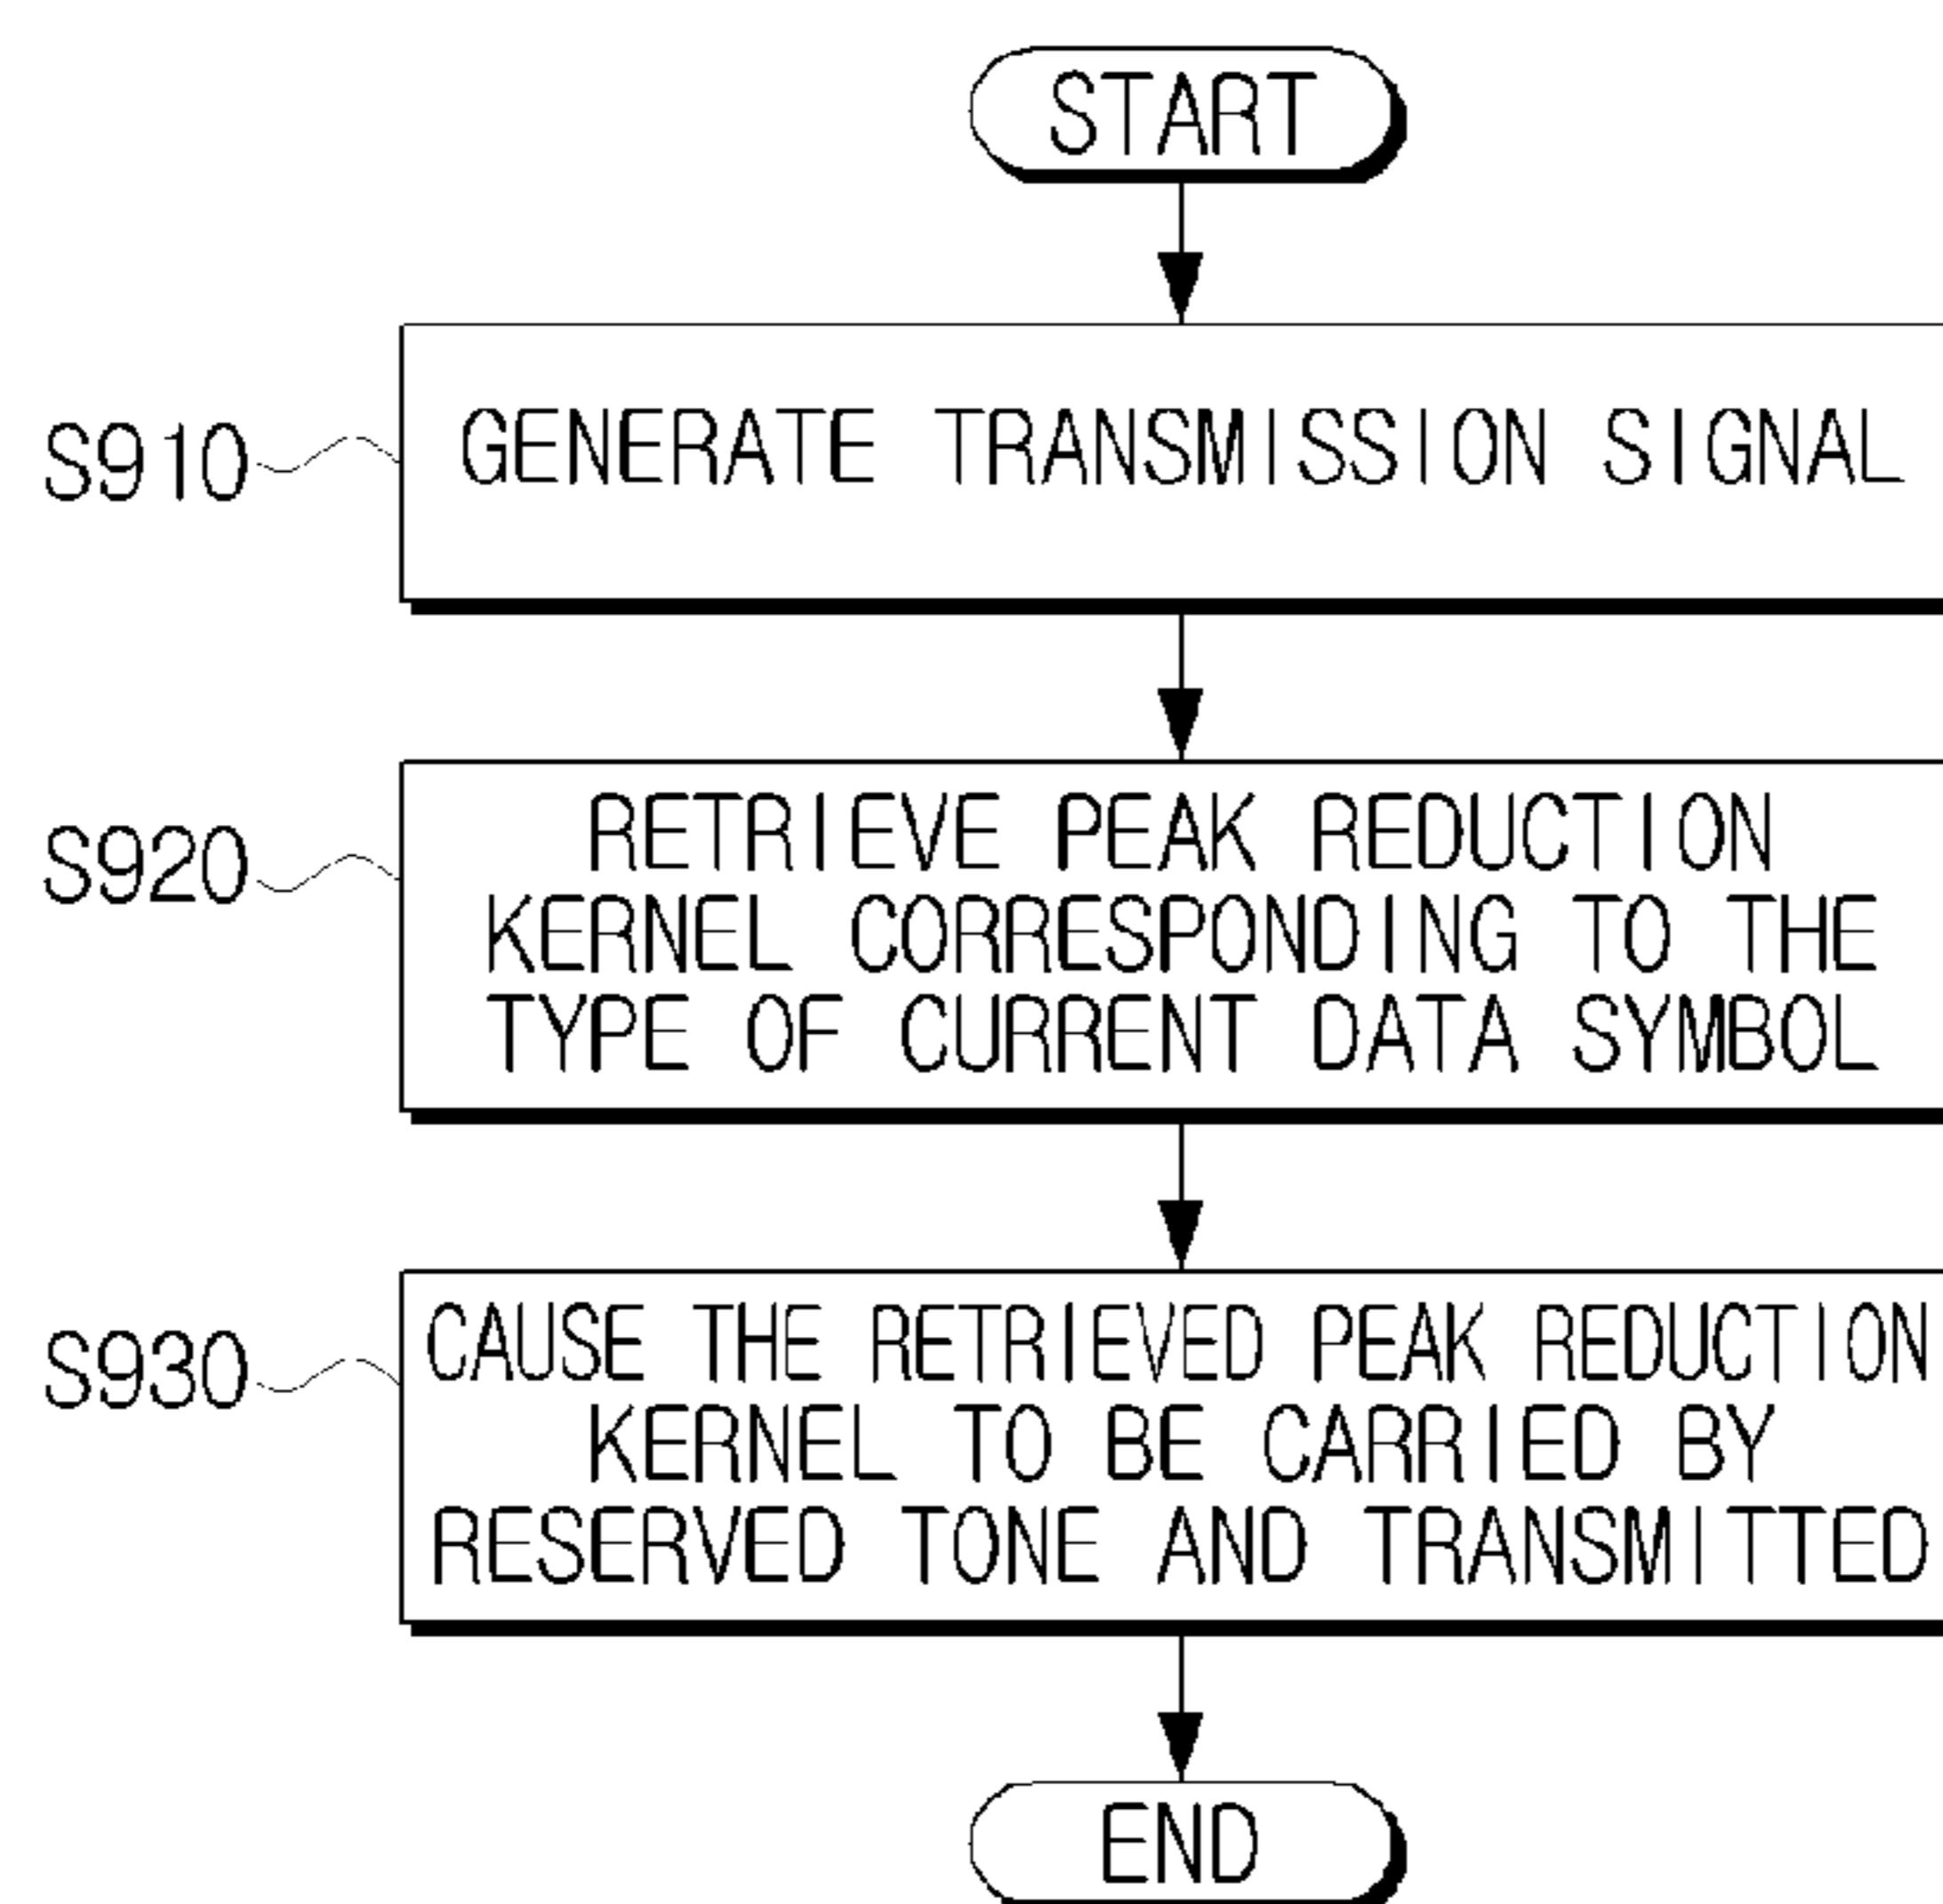 START
S910
GENERATE TRANSMISSION SIGNAL
S920
RETRIEVE PEAK REDUCTION
KERNEL CORRESPONDING TO THE
TYPE OF CURRENT DATA SYMBOL
S930
CAUSE THE RETRIEVED PEAK REDUCTION
KERNEL TO BE CARRIED BY
RESERVED TONE AND TRANSMITTED
END